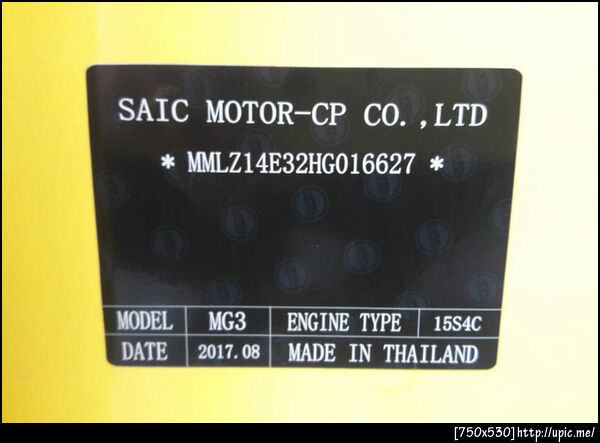 SAIC MOTOR-CP CO.,LTD
* MMLZ14E32HG016627 *
MODEL MG3 ENGINE TYPE 15S4C
DATE 2017.08 MADE IN THAILAND
[750x530]http://upic.me/